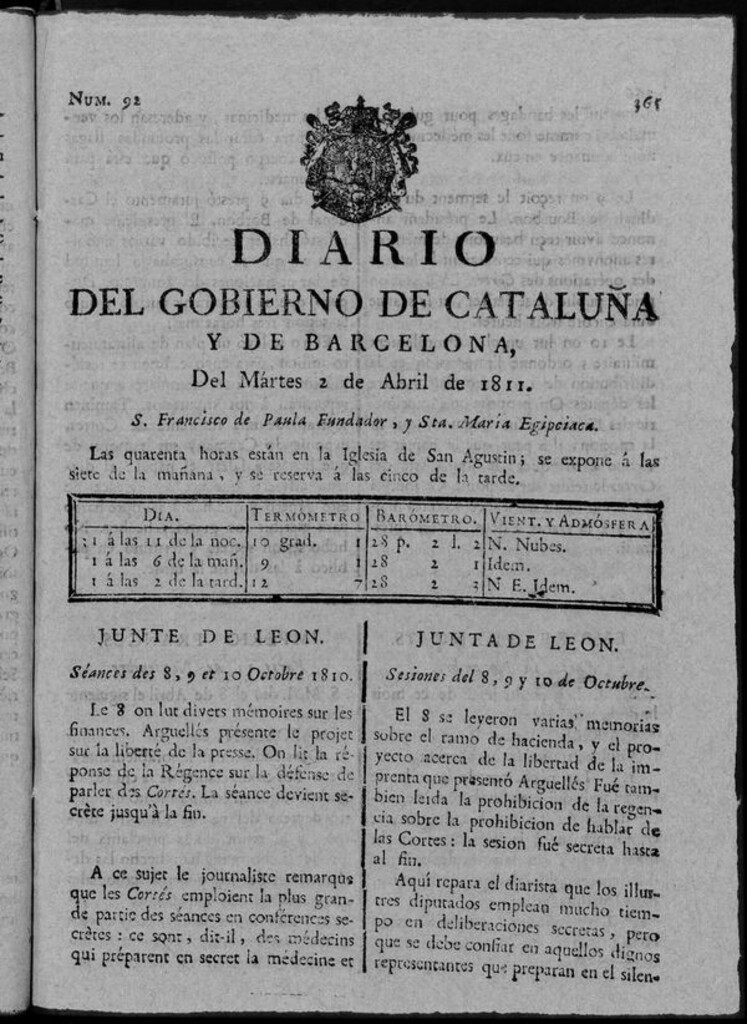 NUM. 92
365
DIARIO
DEL GOBIERNO DE CATALUÑA
Y DE BARCELONA,
Del Mártes 2 de Abril de 1811.
S. Francisco de Paula Fundador, y Sta. María Egipciaca.
Las quarenta horas están en la Iglesia de San Agustin; se expone á las
siete de la mañana, y se reserva á las cinco de la tarde.
DIA. TERMÓMETRO BARÓMETRO. VIENT. Y ADMÓSFERA
31 á las 11 de la noc. 10 grad. 1 28 p. 2 l. 2 N. Nubes.
1 á las 6 de la mañ. 9 1 28 2 1 Idem.
1 á las 2 de la tard. 12 7 28 2 3 N E. Idem.
JUNTE DE LEON.
Séances des 8, 9 et 10 Octobre 1810.
Le 8 on lut divers mémoires sur les
finances. Arguellés présente le projet
sur la liberté de la presse. On lit la ré-
ponse de la Régence sur la défense de
parler des Cortés. La séance devient se-
crète jusqu'à la fin.
A ce sujet le journaliste remarque
que les Cortés emploient la plus gran-
de partie des séances en conférences se-
crètes : ce sont, dit-il, des médecins
qui préparent en secret la médecine et
JUNTA DE LEON.
Sesiones del 8, 9 y 10 de Octubre.
El 8 se leyeron varias memorias
sobre el ramo de hacienda, y el pro-
yecto acerca de la libertad de la im-
prenta que presentó Arguellés Fué tam-
bien leida la prohibicion de la regen-
cia sobre la prohibicion de hablar de
las Cortes: la sesion fué secreta hasta
al fin.
Aquí repara el diarista que los illus-
tres diputados emplean mucho tiem-
po en deliberaciones secretas, pero
que se debe confiar en aquellos dignos
representantes que preparan en el silen-